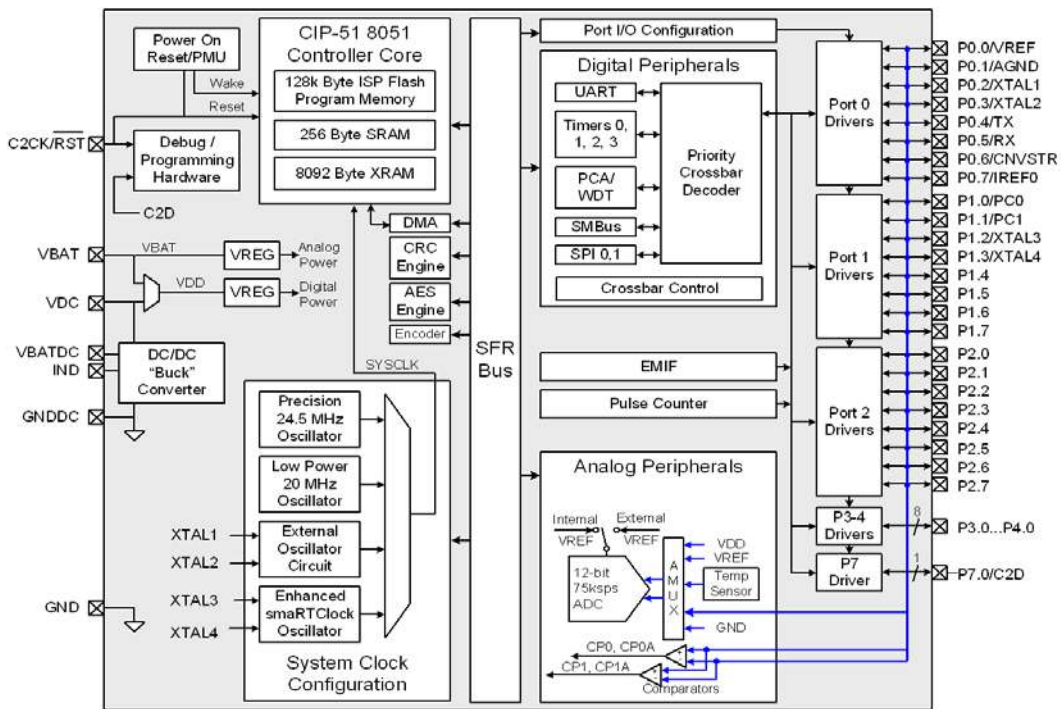 Power On
Reset/PMU
Wake
Reset
C2CK/RST
Debug /
Programming
Hardware
C2D
CIP-51 8051
Controller Core
128k Byte ISP Flash
Program Memory
256 Byte SRAM
8092 Byte XRAM
DMA
CRC
Engine
AES
Engine
Encoder
SYSCLK
VBAT
VBAT
VREG
Analog
Power
VDC
VDD
VREG
Digital
Power
VBATDC
IND
DC/DC
“Buck”
Converter
GNDDC
GND
Precision
24.5 MHz
Oscillator
Low Power
20 MHz
Oscillator
XTAL1
XTAL2
External
Oscillator
Circuit
XTAL3
XTAL4
Enhanced
smaRTClock
Oscillator
System Clock
Configuration
SFR
Bus
Port I/O Configuration
Digital Peripherals
UART
Timers 0,
1, 2, 3
PCA/
WDT
SMBus
SPI 0,1
Priority
Crossbar
Decoder
Crossbar Control
EMIF
Pulse Counter
Analog Peripherals
Internal
VREF
External
VREF
12-bit
75ksps
ADC
AMUX
VDD
VREF
Temp
Sensor
GND
CP0, CP0A
CP1, CP1A
+
-
+
-
Comparators
Port 0
Drivers
Port 1
Drivers
Port 2
Drivers
P3-4
Drivers
P7
Driver
8
1
P0.0/VREF
P0.1/AGND
P0.2/XTAL1
P0.3/XTAL2
P0.4/TX
P0.5/RX
P0.6/CNVSTR
P0.7/IREF0
P1.0/PC0
P1.1/PC1
P1.2/XTAL3
P1.3/XTAL4
P1.4
P1.5
P1.6
P1.7
P2.0
P2.1
P2.2
P2.3
P2.4
P2.5
P2.6
P2.7
P3.0...P4.0
P7.0/C2D